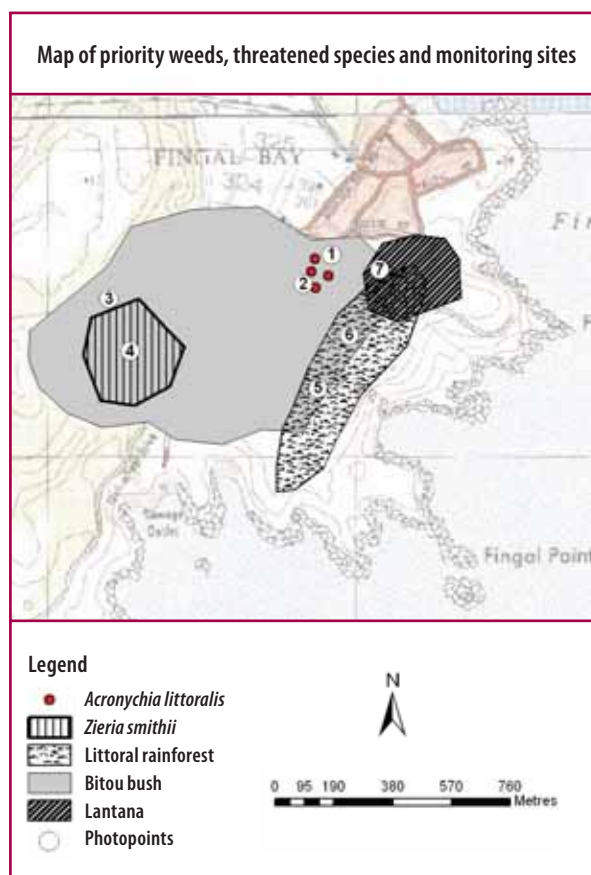 Map of priority weeds, threatened species and monitoring sites
FINGAL BAY
1
2
7
3
6
4
5
Fingal Point
Legend
Acronychia littoralis
Zieria smithii
Littoral rainforest
Bitou bush
Lantana
Photopoints
N
0 95 190 380 570 760
Metres